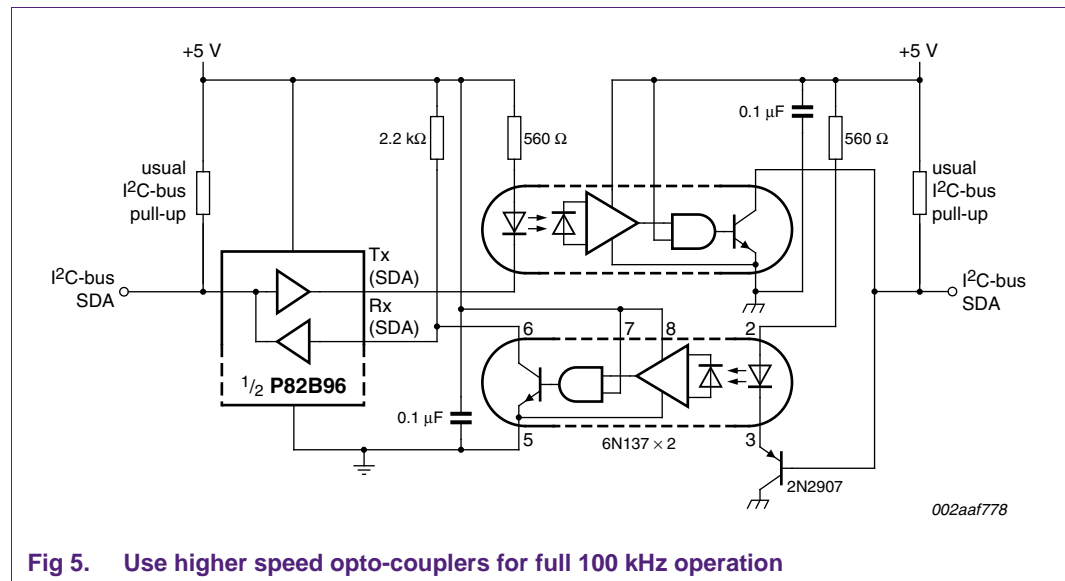 +5 V
+5 V
0.1 µF
2.2 kΩ
560 Ω
560 Ω
usual
I²C-bus
pull-up
usual
I²C-bus
pull-up
Tx
(SDA)
I²C-bus
SDA
Rx
(SDA)
I²C-bus
SDA
6
7
8
2
1/2 P82B96
0.1 µF
5
6N137 × 2
3
2N2907
002aaf778
Fig 5. Use higher speed opto-couplers for full 100 kHz operation